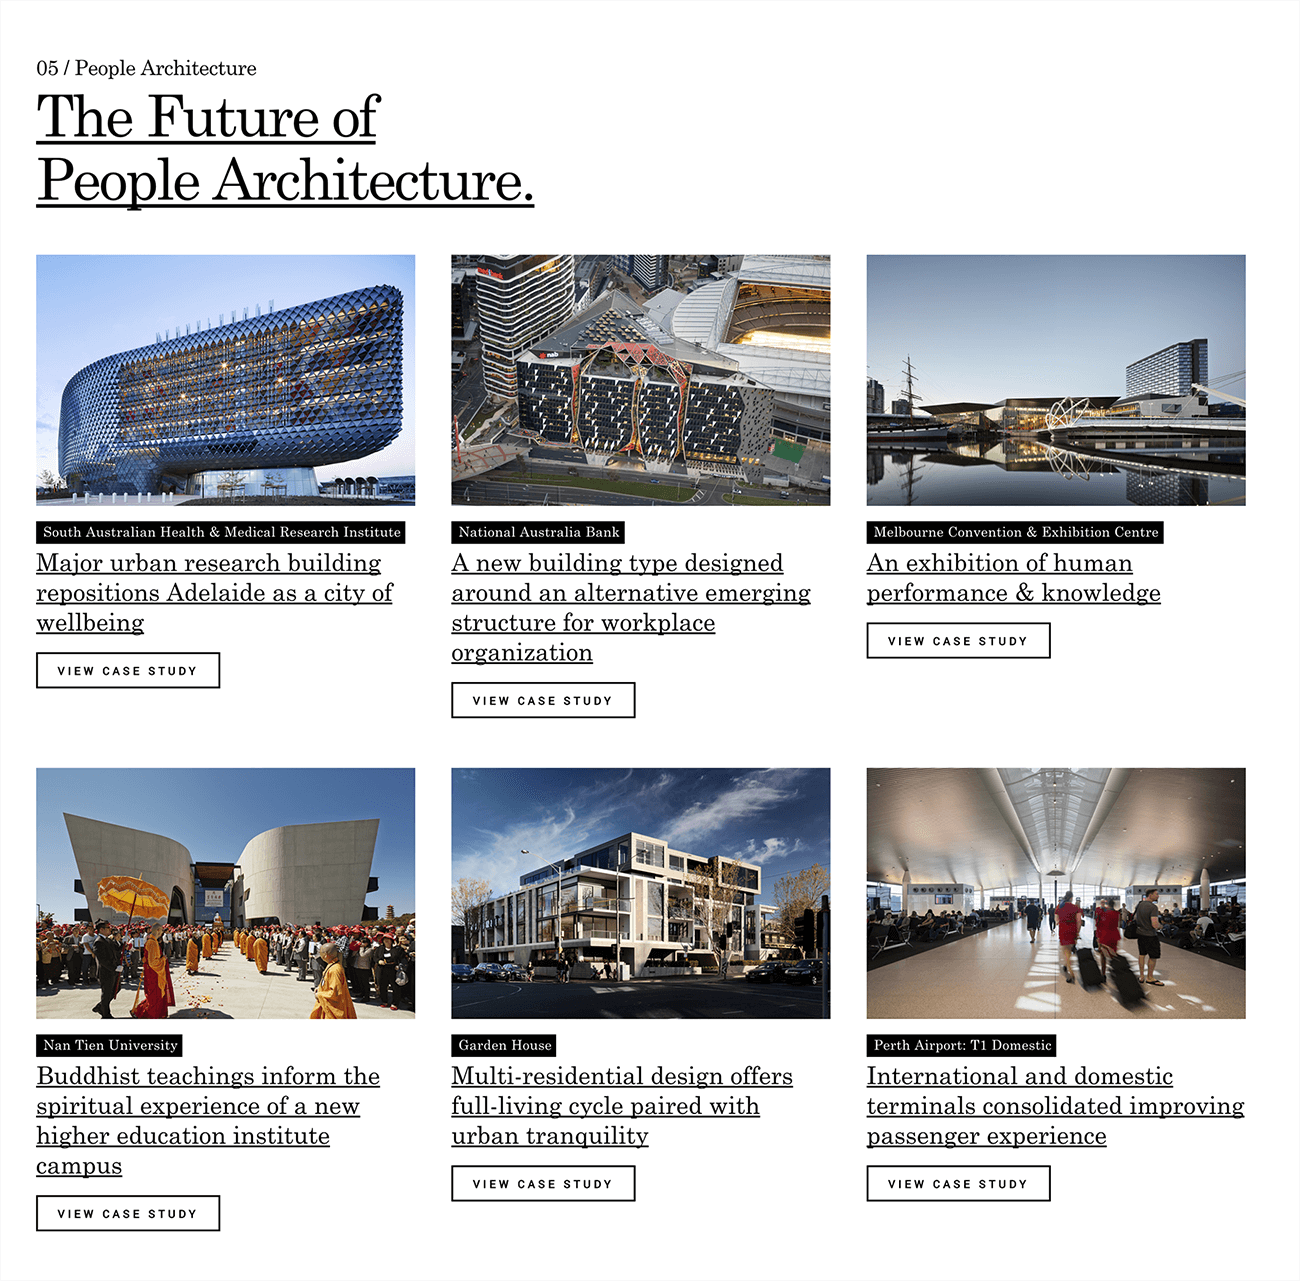 05 / People Architecture
The Future of
People Architecture.
nab
South Australian Health & Medical Research Institute
Major urban research building
repositions Adelaide as a city of
wellbeing
VIEW CASE STUDY
National Australia Bank
A new building type designed
around an alternative emerging
structure for workplace
organization
VIEW CASE STUDY
Melbourne Convention & Exhibition Centre
An exhibition of human
performance & knowledge
VIEW CASE STUDY
Nan Tien University
Buddhist teachings inform the
spiritual experience of a new
higher education institute
campus
VIEW CASE STUDY
Garden House
Multi-residential design offers
full-living cycle paired with
urban tranquility
VIEW CASE STUDY
Perth Airport: T1 Domestic
International and domestic
terminals consolidated improving
passenger experience
VIEW CASE STUDY